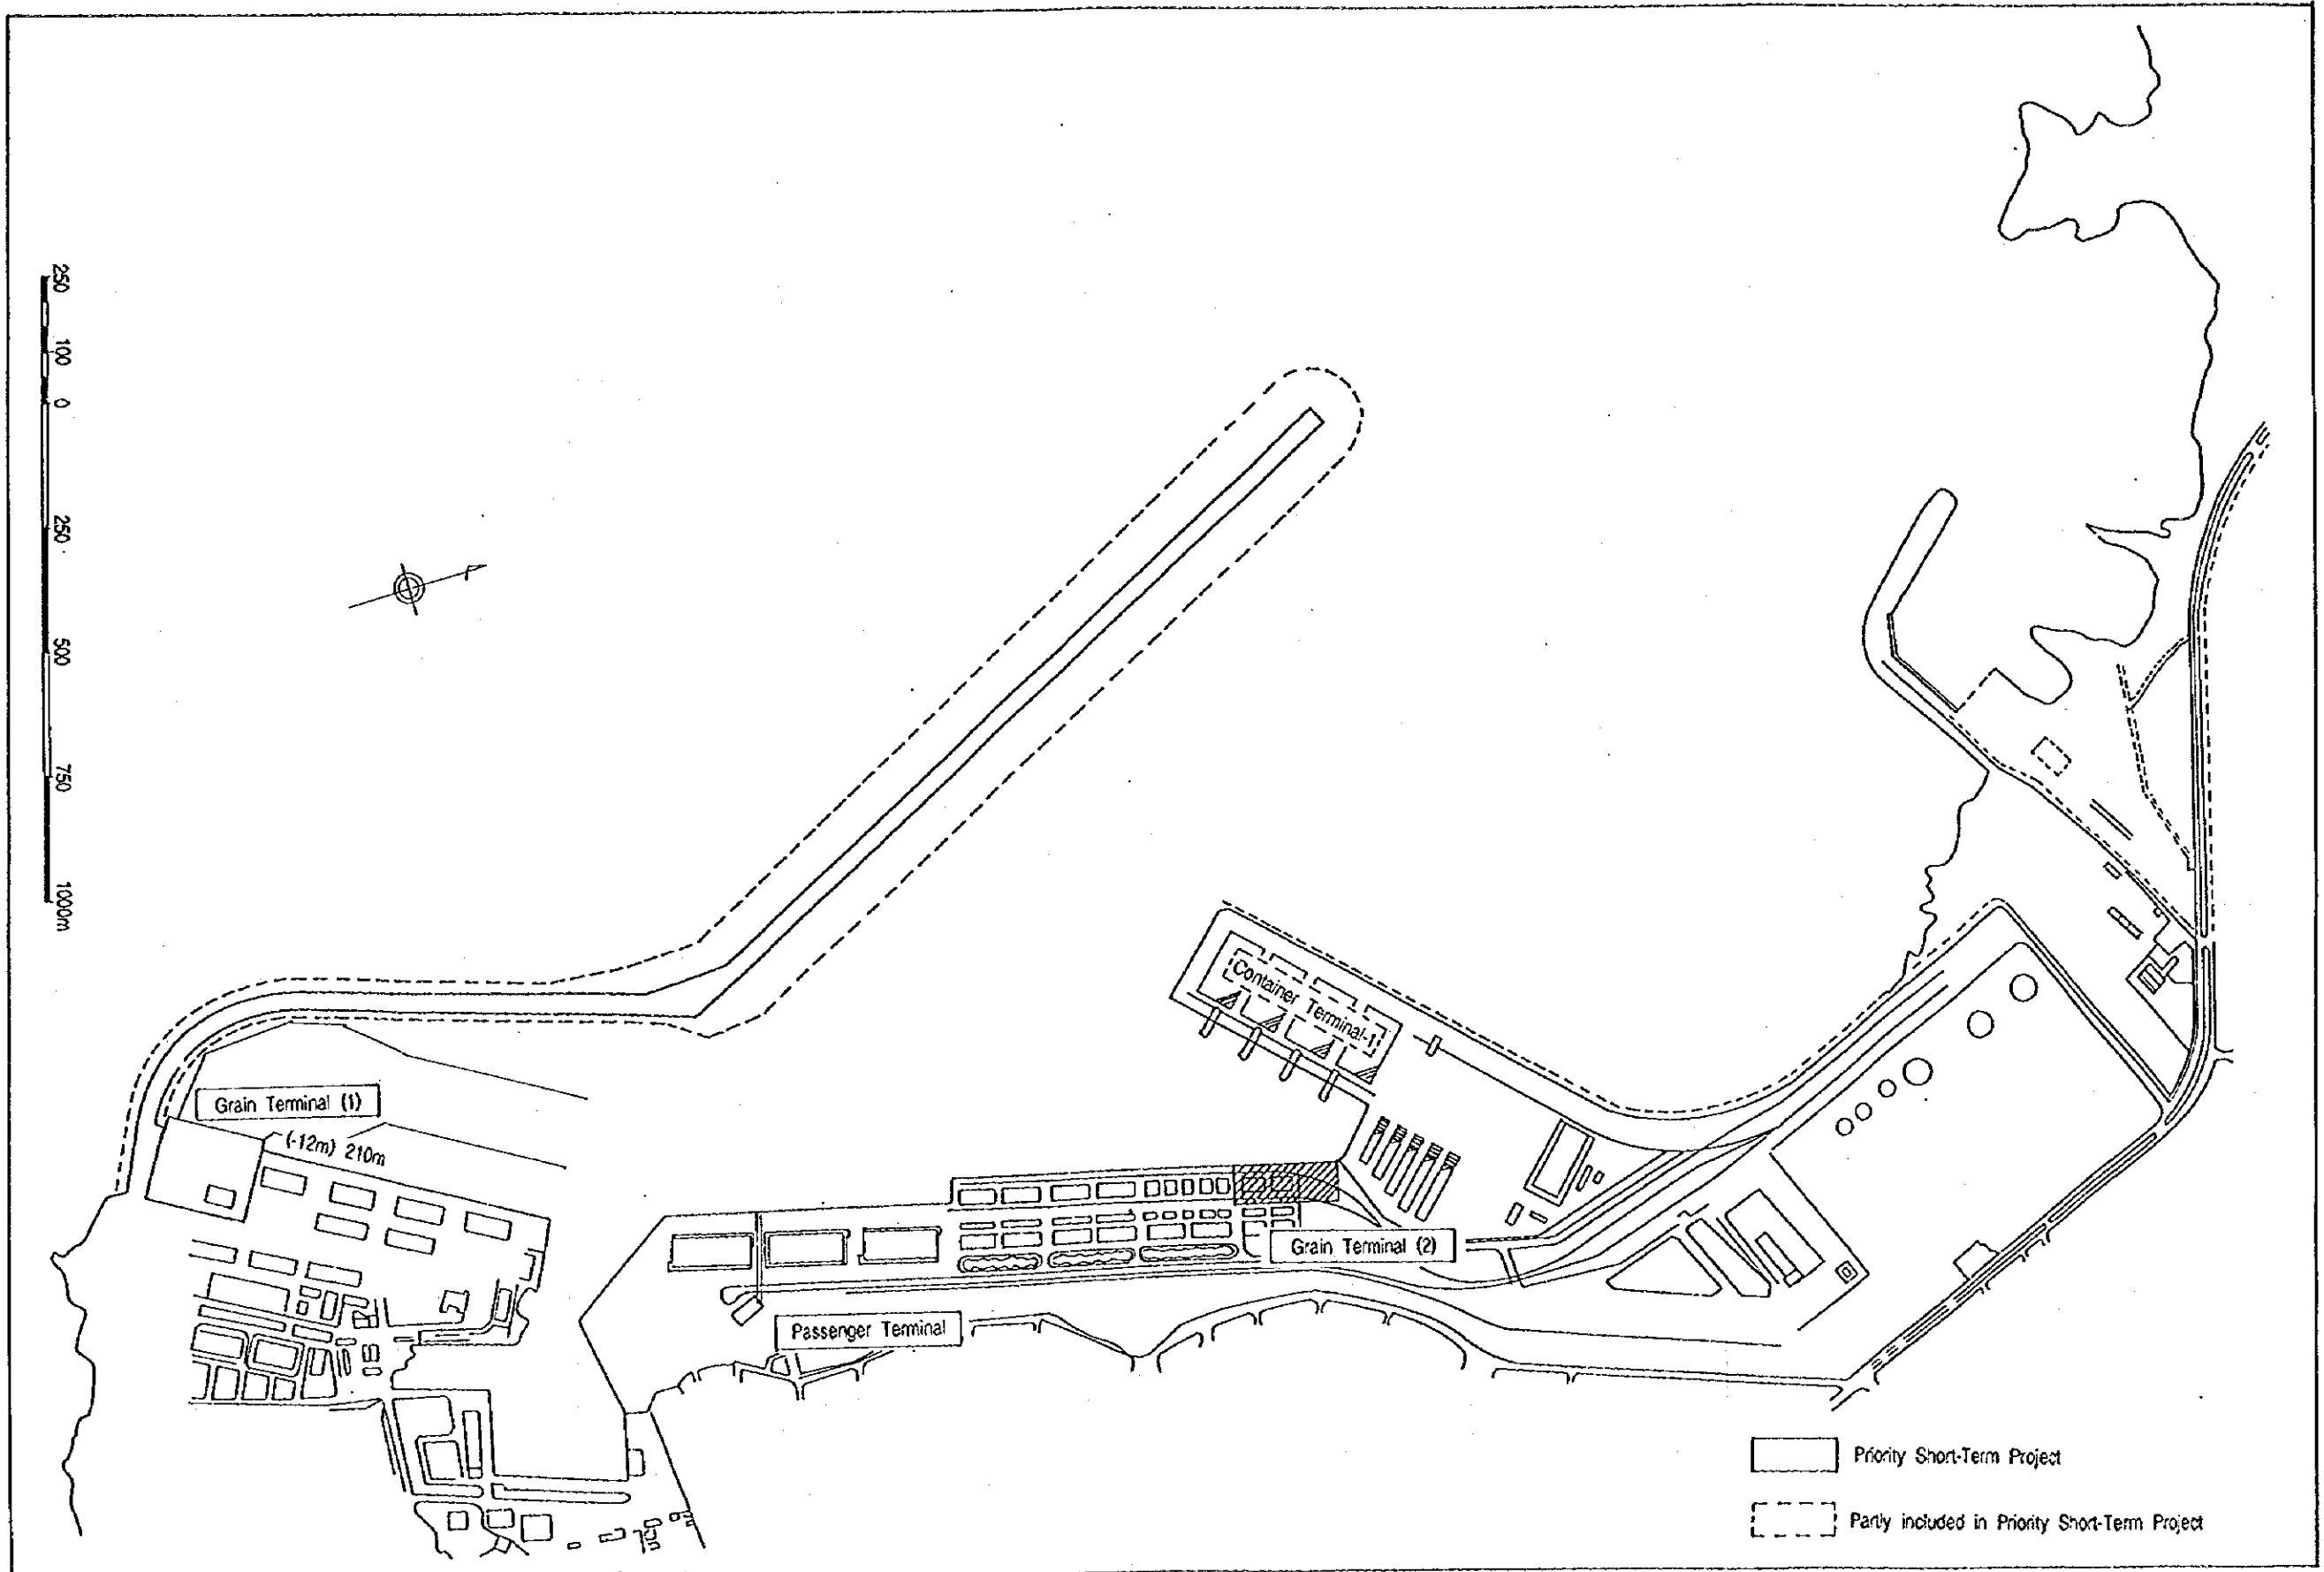 250
100
0
250
500
750
1000m
Container
Terminal-1
Grain Terminal (1)
(-12m) 210m
Grain Terminal (2)
Passenger Terminal
Priority Short-Term Project
Partly included in Priority Short-Term Project